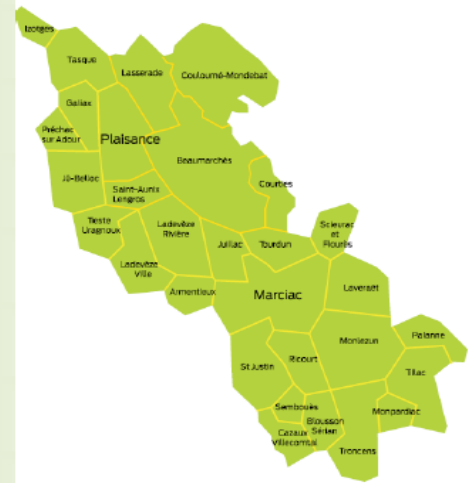 Izotges
Tasque
Lasserade
Couloumé-Mondebat
Galiax
Préchac
sur Adour
Plaisance
Beaumarchés
Jû-Belloc
Courties
Saint-Aunix
Lengros
Tieste
Uragnoux
Ladevèze
Rivière
Juillac
Tourdun
Scieurac
et
Flourès
Ladevèze
Ville
Armentieux
Marciac
Laveraët
Palanne
Monlezun
St Justin
Ricourt
Tillac
Sembouès
Monpardiac
Blousson
Sérian
Cazaux
Villecomtal
Troncens